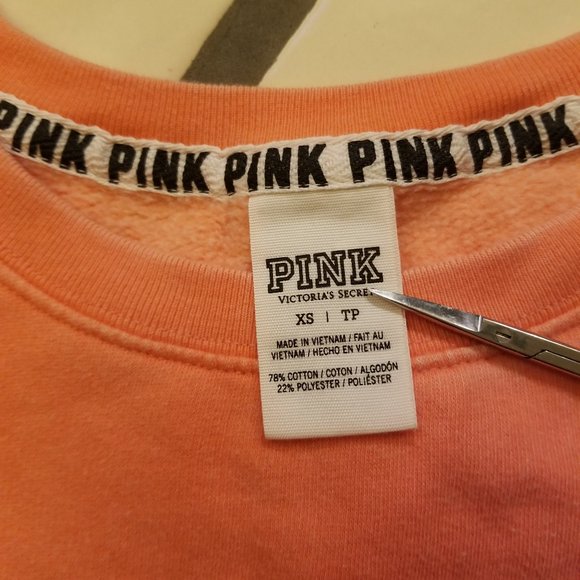 PINK PINK PINK PINK PINK PINK
PINK
VICTORIA'S SECRET
XS | TP
MADE IN VIETNAM / FAIT AU
VIETNAM / HECHO EN VIETNAM
78% COTTON / COTON / ALGODÓN
22% POLYESTER / POLIÉSTER